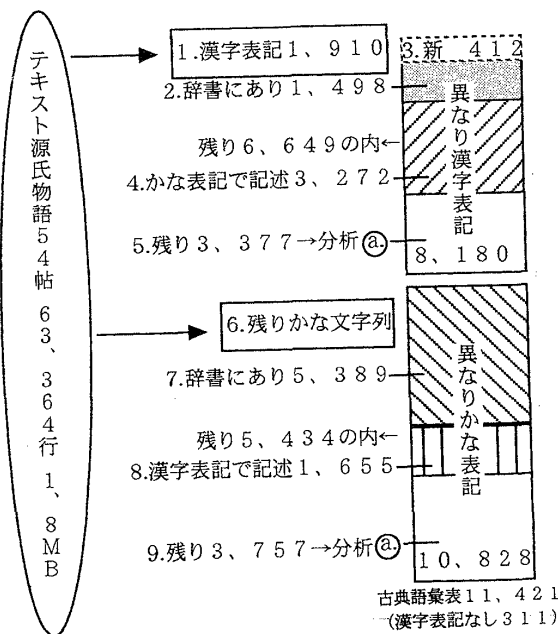 テキスト源氏物語54帖 63、364行 1、8MB
1.漢字表記1、910
3.新 412
2.辞書にあり1、498
残り6、649の内←
4.かな表記で記述3、272
5.残り3、377→分析ⓐ.
異なり漢字表記
8、180
6.残りかな文字列
7.辞書にあり5、389
残り5、434の内←
8.漢字表記で記述1、655
9.残り3、757→分析ⓐ.
異なりかな表記
10、828
古典語彙表11、421
(漢字表記なし311)